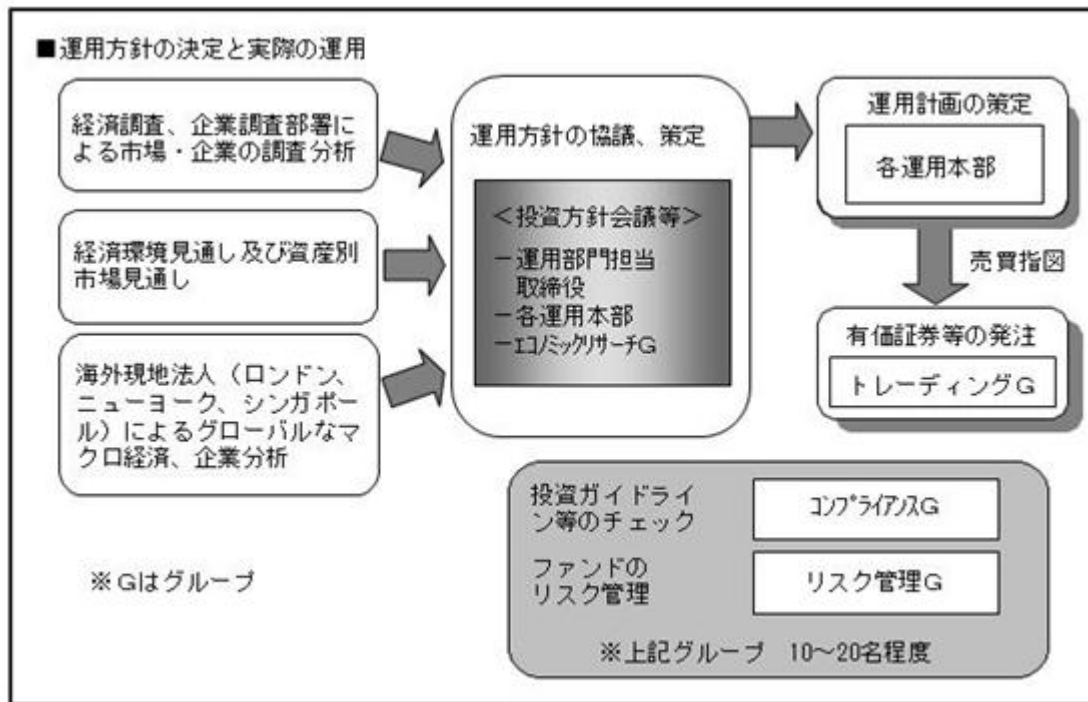 ■運用方針の決定と実際の運用
経済調査、企業調査部署に
よる市場・企業の調査分析
経済環境見通し及び資産別
市場見通し
海外現地法人（ロンドン、
ニューヨーク、シンガポー
ル）によるグローバルなマ
クロ経済、企業分析
※Gはグループ
運用方針の協議、策定
＜投資方針会議等＞
－運用部門担当
取締役
－各運用本部
－ｴｺﾉﾐｯｸﾘｻｰﾁG
運用計画の策定
各運用本部
売買指図
有価証券等の発注
トレーディングG
投資ガイドライ
ン等のチェック
ｺﾝﾌﾟﾗｲｱﾝｽG
ファンドの
リスク管理
リスク管理G
※上記グループ　10～20名程度